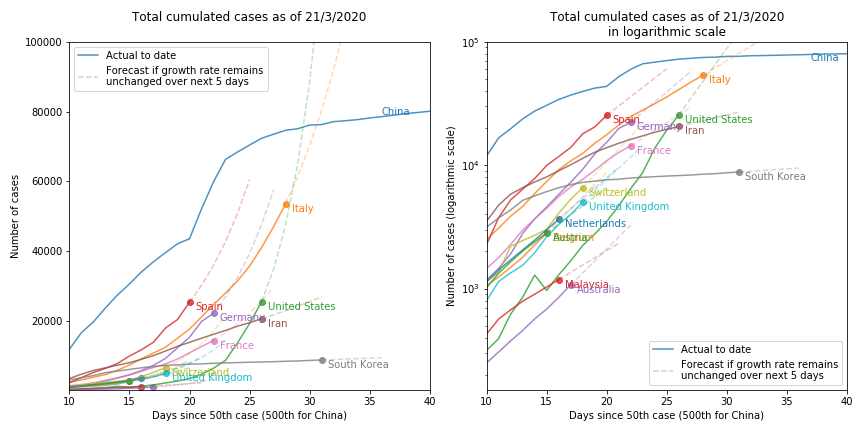 Total cumulated cases as of 21/3/2020
100000
80000
60000
40000
20000
Number of cases
Actual to date
Forecast if growth rate remains
unchanged over next 5 days
China
Italy
Spain
United States
Germany
Iran
France
South Korea
Switzerland
United Kingdom
10 15 20 25 30 35 40
Days since 50th case (500th for China)
Total cumulated cases as of 21/3/2020
in logarithmic scale
10^5
10^4
10^3
Number of cases (logarithmic scale)
China
Italy
Spain
United States
Germany
Iran
France
South Korea
Switzerland
United Kingdom
Netherlands
Austria
Malaysia
Australia
Actual to date
Forecast if growth rate remains
unchanged over next 5 days
10 15 20 25 30 35 40
Days since 50th case (500th for China)